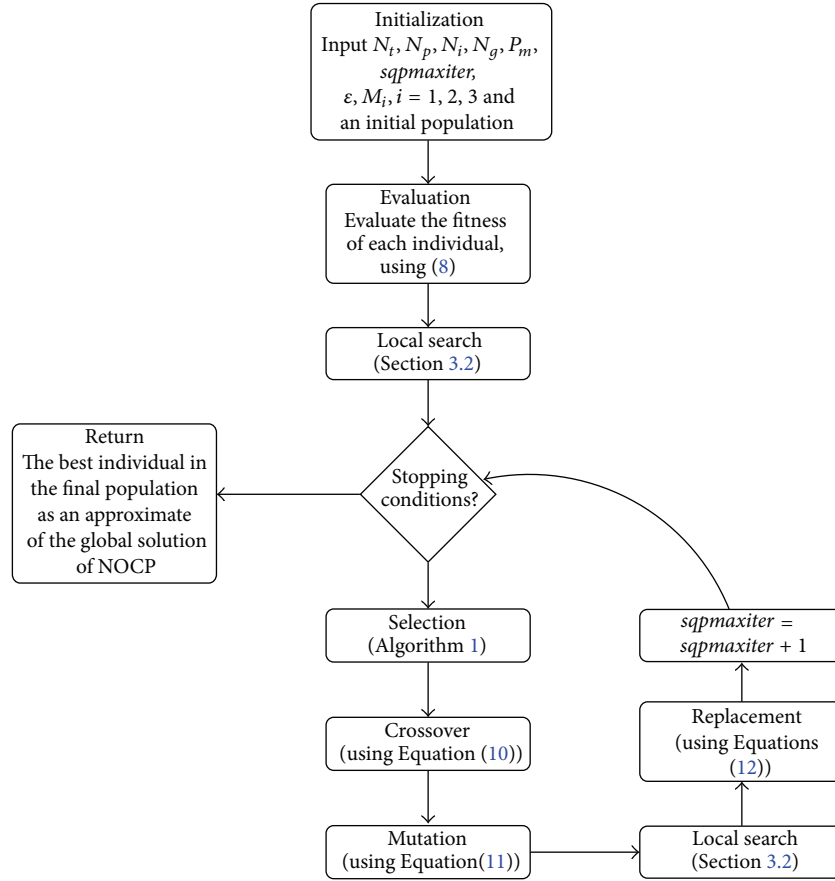 Initialization
Input N_t, N_p, N_i, N_g, P_m,
sqpmaxiter,
ε, M_i, i = 1, 2, 3 and
an initial population
Evaluation
Evaluate the fitness
of each individual,
using (8)
Local search
(Section 3.2)
Return
The best individual in
the final population
as an approximate
of the global solution
of NOCP
Stopping
conditions?
Selection
(Algorithm 1)
Crossover
(using Equation (10))
Mutation
(using Equation(11))
Local search
(Section 3.2)
Replacement
(using Equations
(12))
sqpmaxiter =
sqpmaxiter + 1